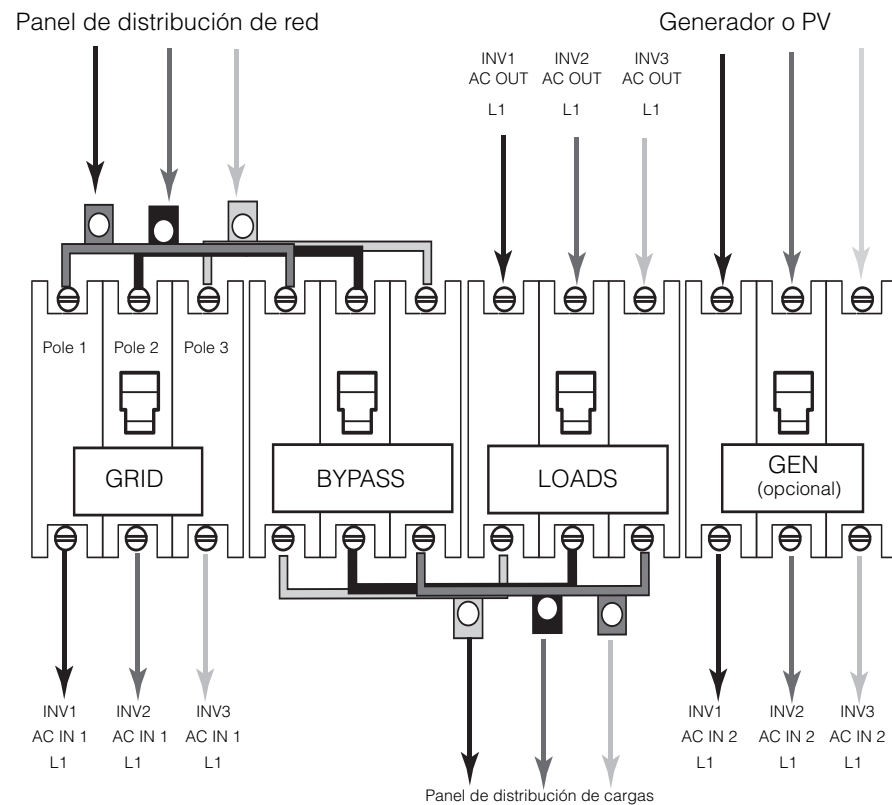 Panel de distribución de red
Generador o PV
INV1
AC OUT
L1
INV2
AC OUT
L1
INV3
AC OUT
L1
Pole 1
Pole 2
Pole 3
GRID
BYPASS
LOADS
GEN
(opcional)
INV1
AC IN 1
L1
INV2
AC IN 1
L1
INV3
AC IN 1
L1
INV1
AC IN 2
L1
INV2
AC IN 2
L1
INV3
AC IN 2
L1
Panel de distribución de cargas